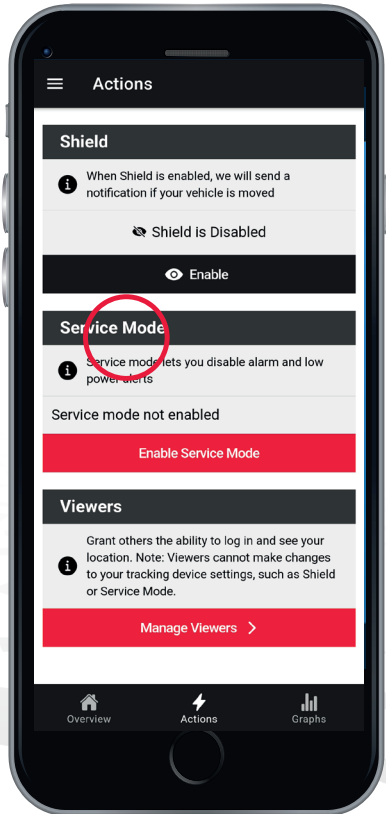 Actions
Shield
When Shield is enabled, we will send a
notification if your vehicle is moved
Shield is Disabled
Enable
Service Mode
Service mode lets you disable alarm and low
power alerts
Service mode not enabled
Enable Service Mode
Viewers
Grant others the ability to log in and see your
location. Note: Viewers cannot make changes
to your tracking device settings, such as Shield
or Service Mode.
Manage Viewers
Overview
Actions
Graphs